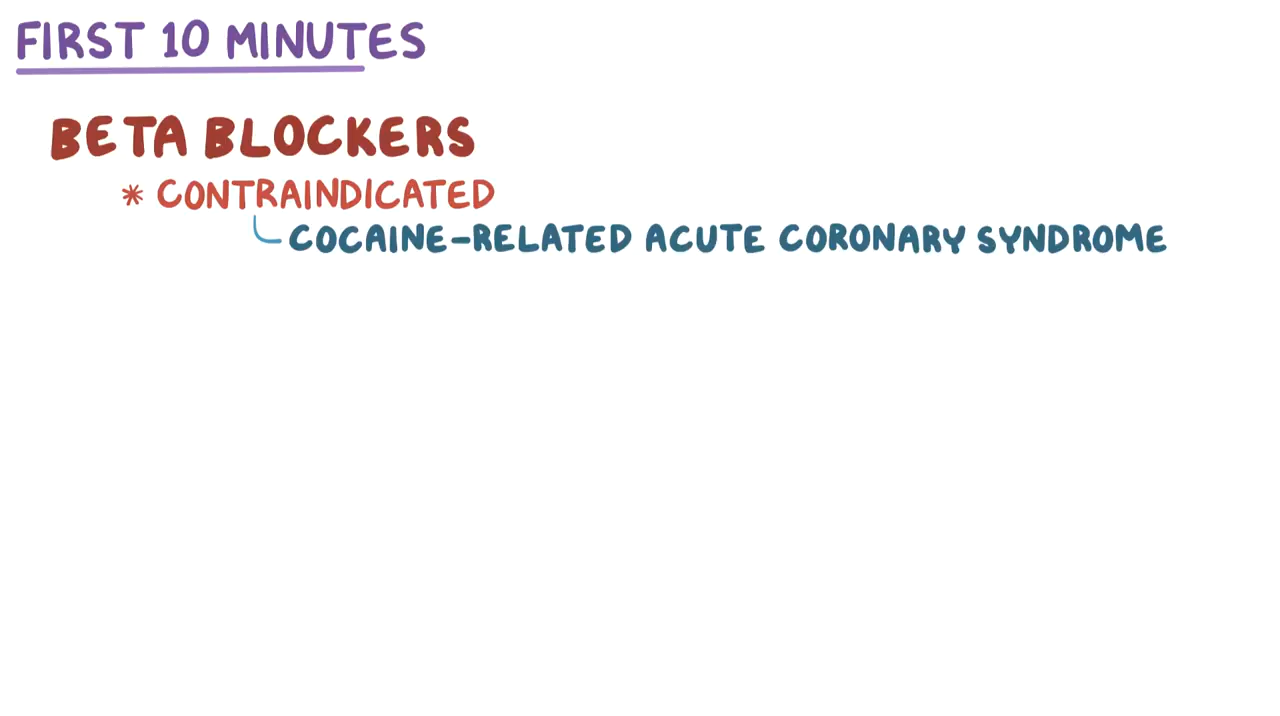 FIRST 10 MINUTES
BETA BLOCKERS
* CONTRAINDICATED
COCAINE-RELATED ACUTE CORONARY SYNDROME